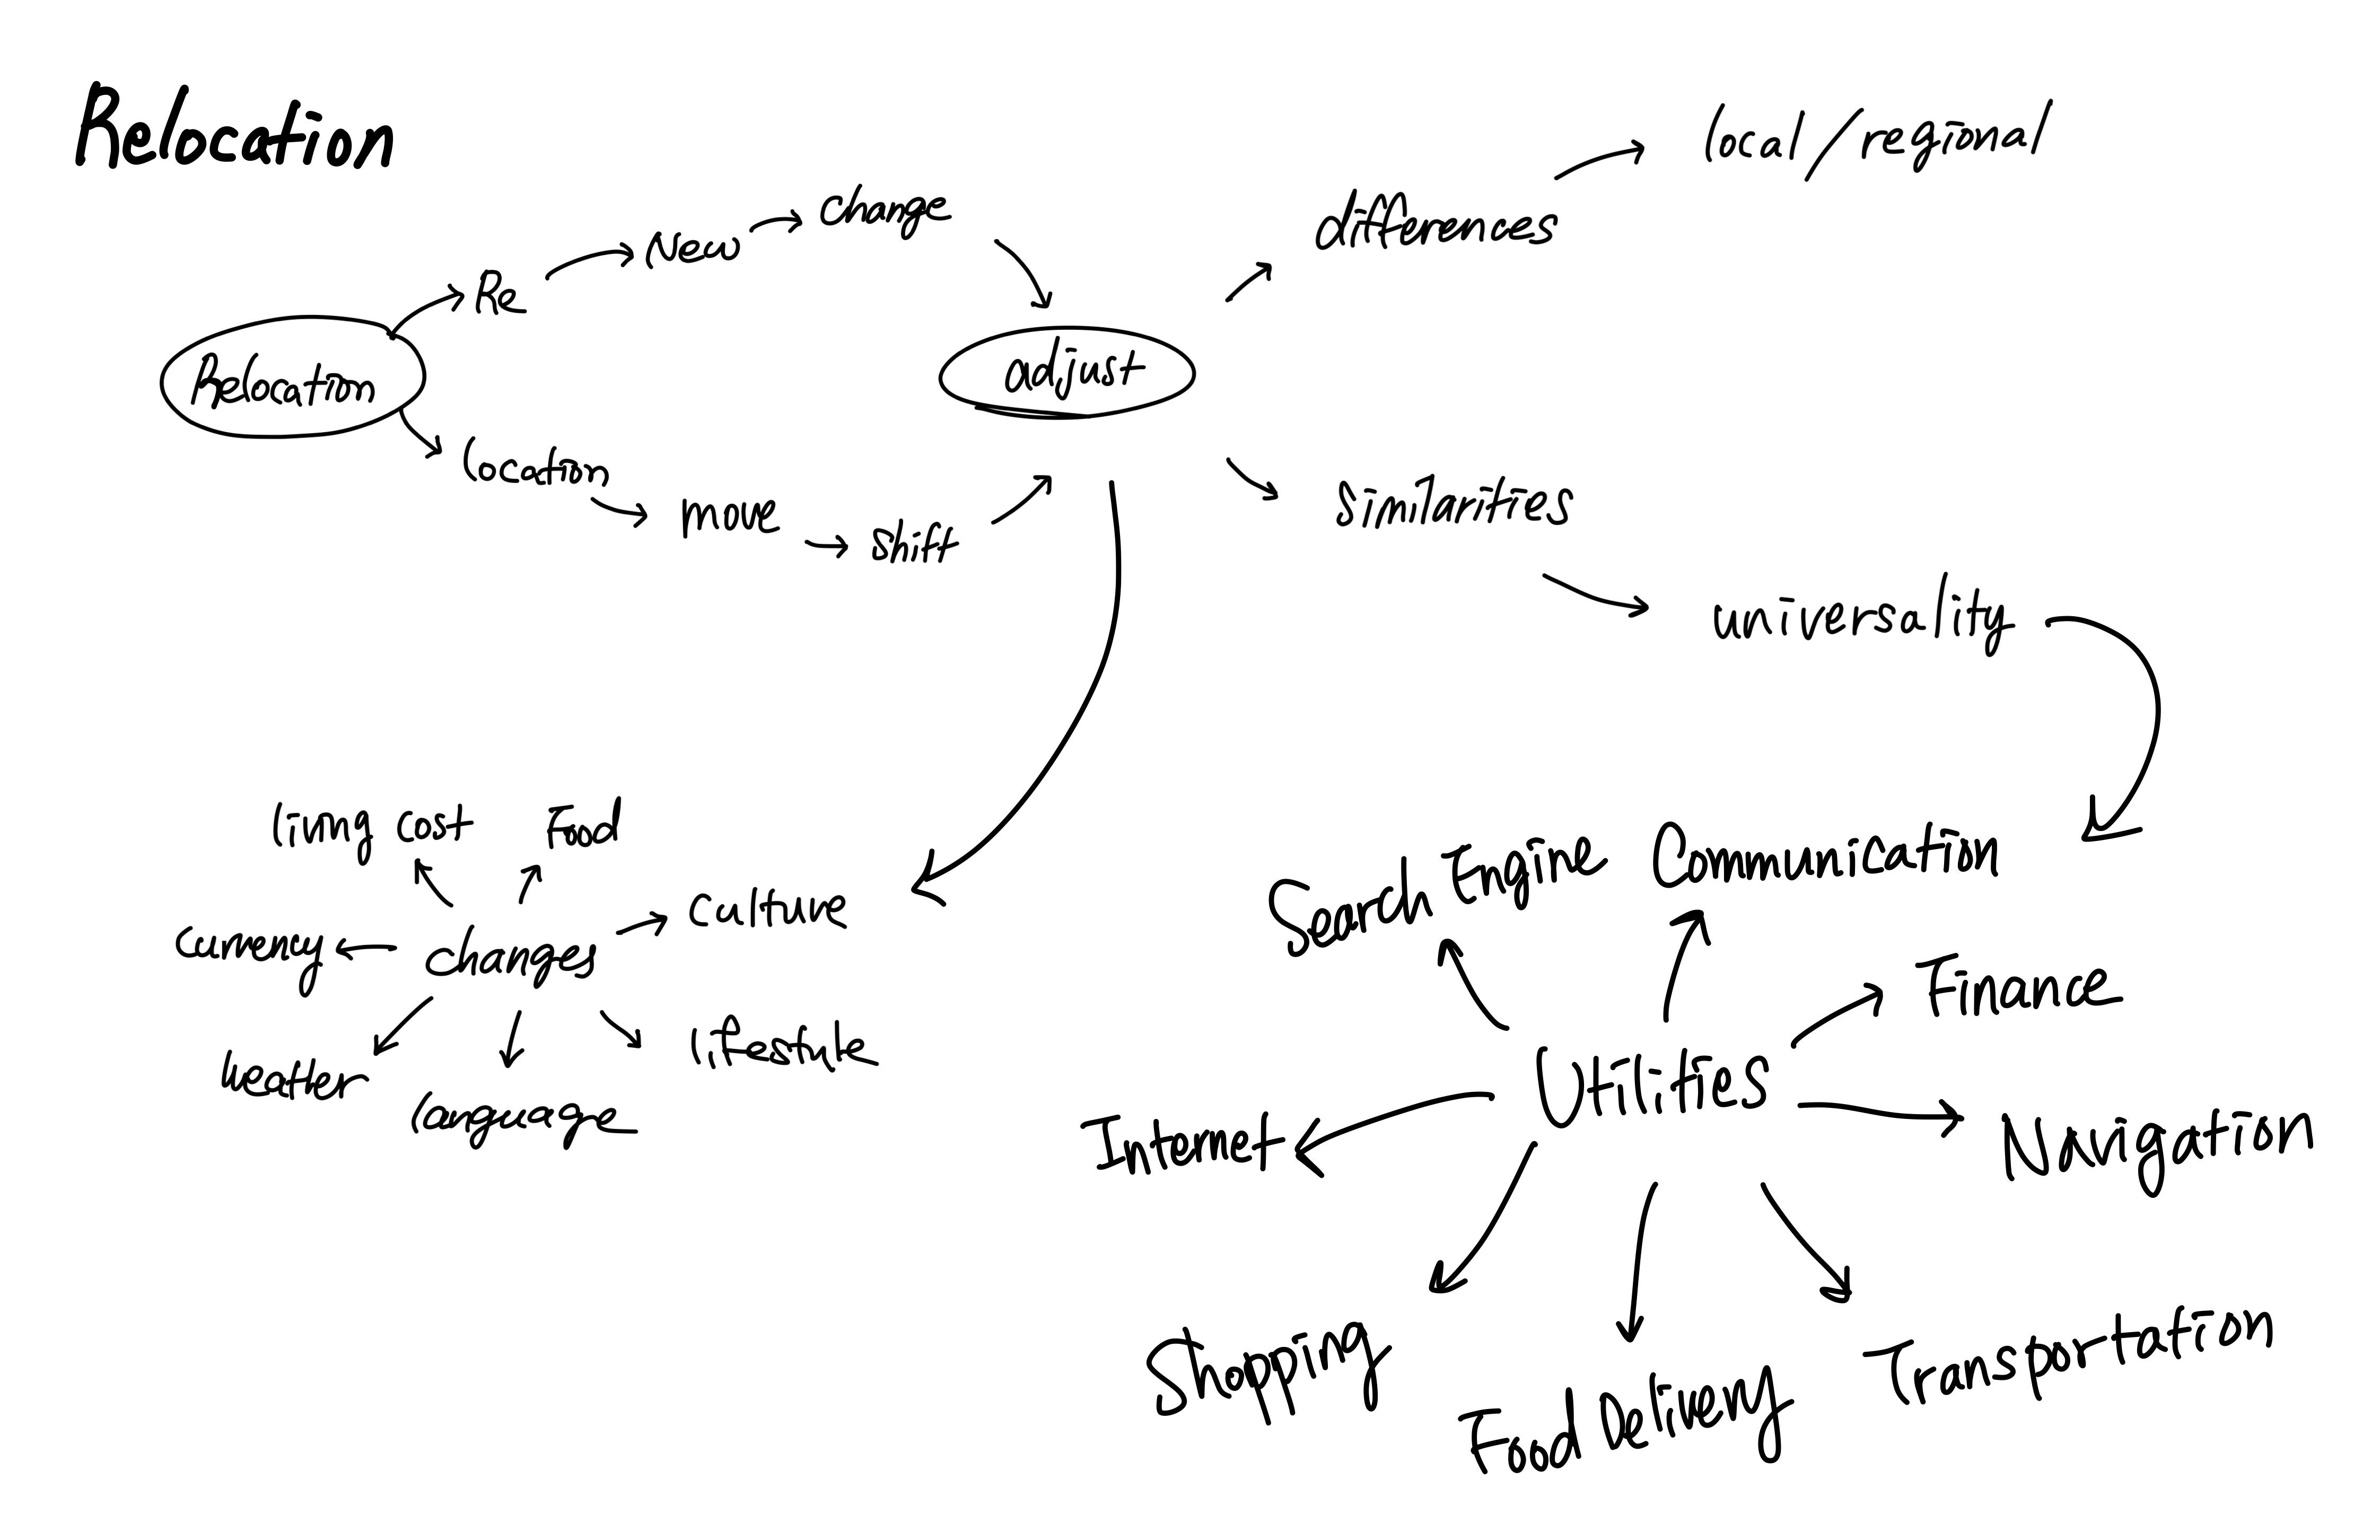 Relocation
local/regional
differences
Change
New
Re
Relocation
adjust
location
move
shift
similarities
universality
living cost
Food
Culture
Currency
changes
lifestyle
weather
language
Search Engine
Communication
Finance
Utilities
Internet
Navigation
Shopping
Food Delivery
Transportation